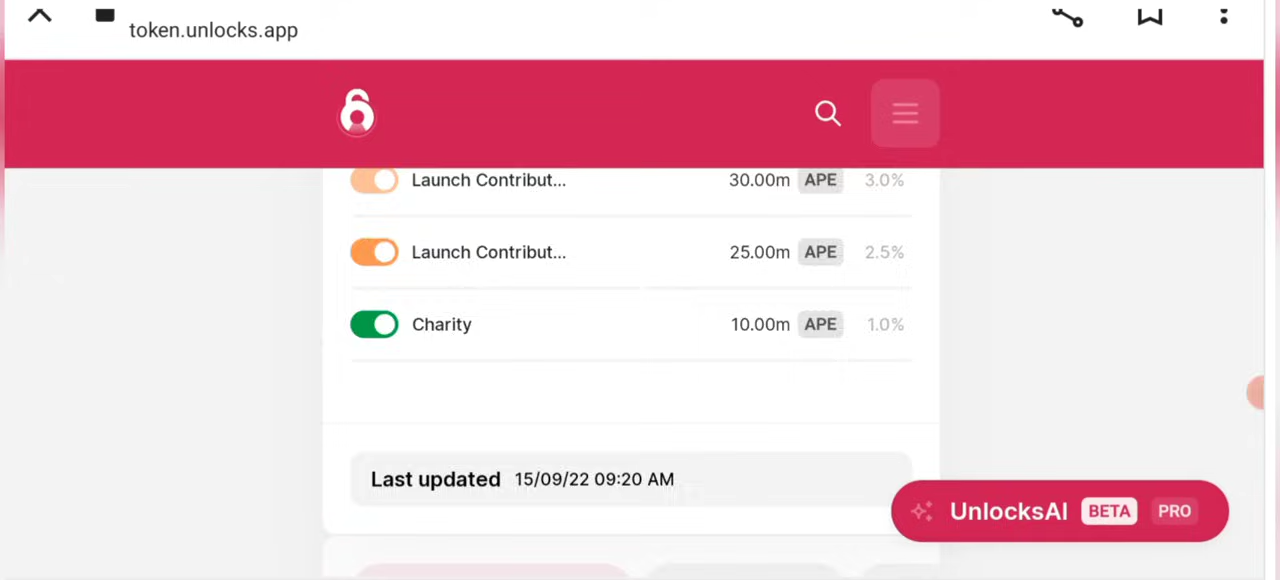 token.unlocks.app
Launch Contribut... 30.00m APE 3.0%
Launch Contribut... 25.00m APE 2.5%
Charity 10.00m APE 1.0%
Last updated 15/09/22 09:20 AM
UnlocksAI BETA PRO